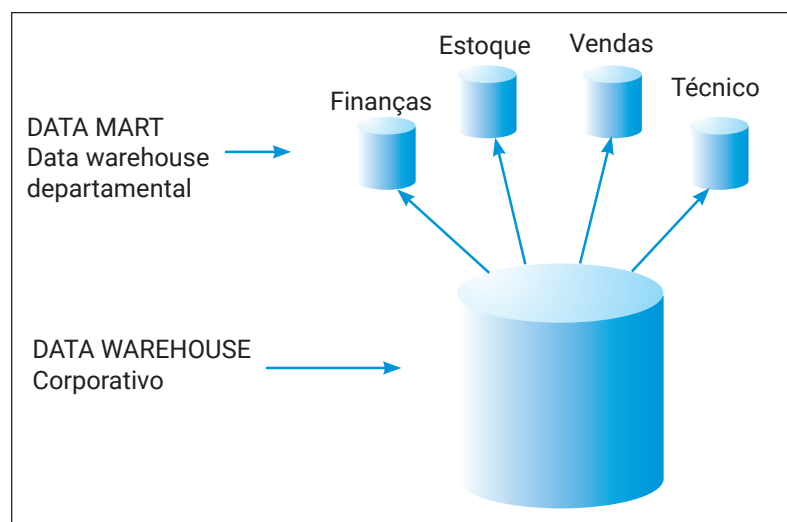 Estoque
Vendas
Finanças
Técnico
DATA MART
Data warehouse
departamental
DATA WAREHOUSE
Corporativo